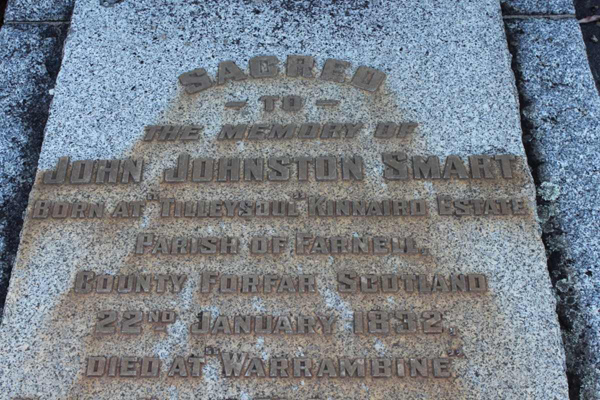 SACRED
- TO -
THE MEMORY OF
JOHN JOHNSTON SMART
BORN AT "TILLEYSJUL" KINNAIRD ESTATE
PARISH OF FARNELL,
COUNTY FORFAR SCOTLAND
22ND JANUARY 1832,
DIED AT "WARRAMBINE"